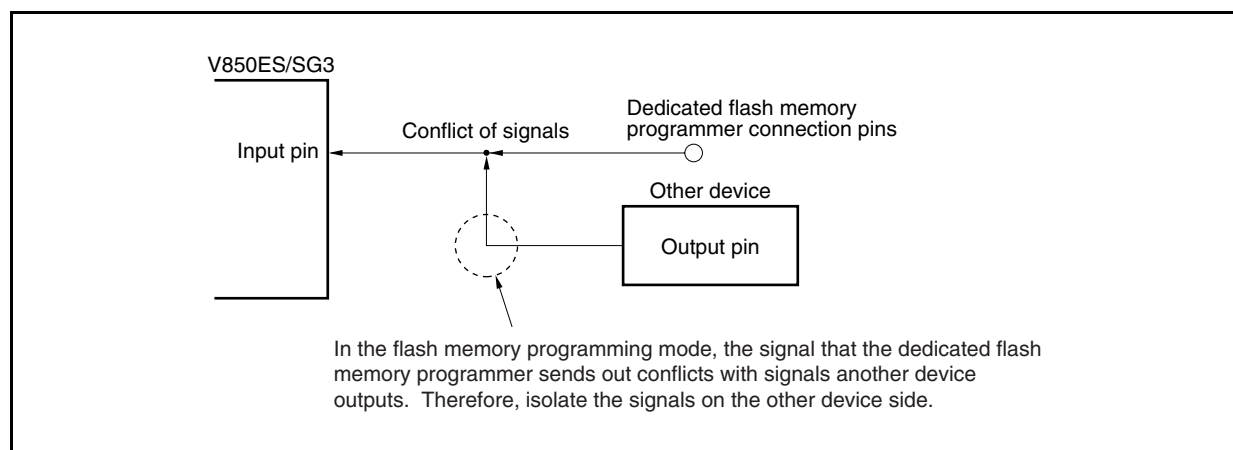 V850ES/SG3
Dedicated flash memory
programmer connection pins
Conflict of signals
Input pin
Other device
Output pin
In the flash memory programming mode, the signal that the dedicated flash
memory programmer sends out conflicts with signals another device
outputs.  Therefore, isolate the signals on the other device side.